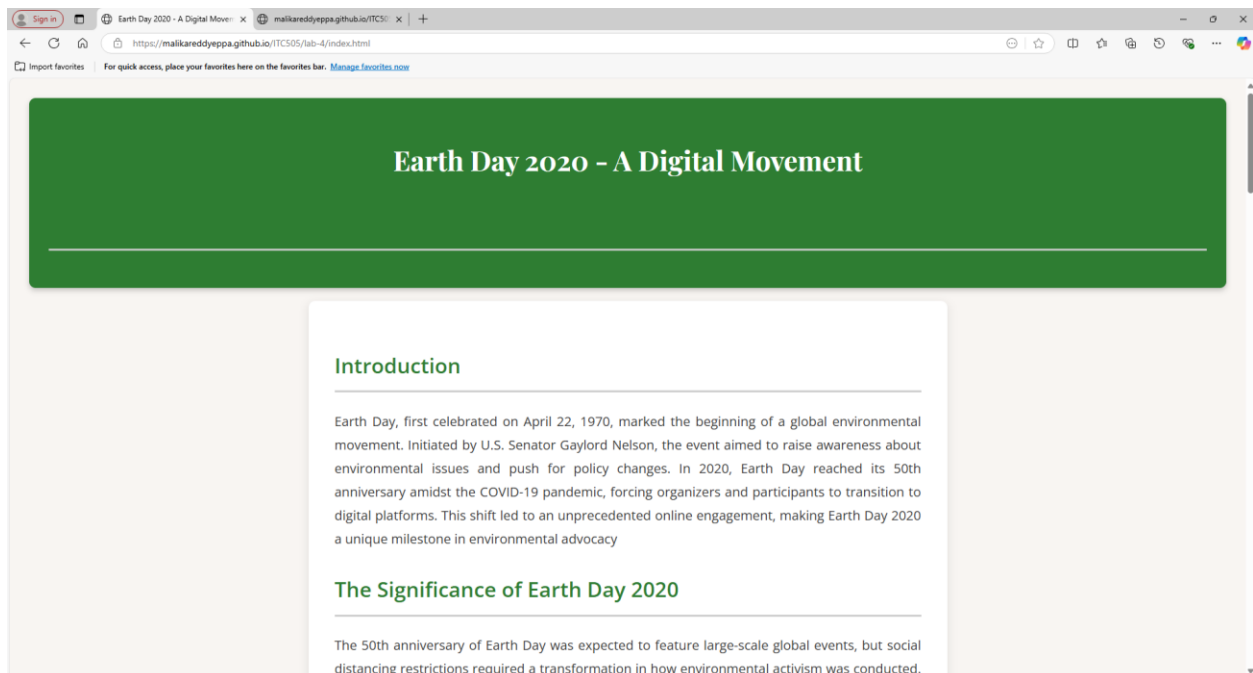 Sign in
Earth Day 2020 - A Digital Movem
malikareddyeppa.github.io/ITC505
https://malikareddyeppa.github.io/ITC505/lab-4/index.html
Import favorites
For quick access, place your favorites here on the favorites bar. Manage favorites now
Earth Day 2020 - A Digital Movement
Introduction
Earth Day, first celebrated on April 22, 1970, marked the beginning of a global environmental
movement. Initiated by U.S. Senator Gaylord Nelson, the event aimed to raise awareness about
environmental issues and push for policy changes. In 2020, Earth Day reached its 50th
anniversary amidst the COVID-19 pandemic, forcing organizers and participants to transition to
digital platforms. This shift led to an unprecedented online engagement, making Earth Day 2020
a unique milestone in environmental advocacy
The Significance of Earth Day 2020
The 50th anniversary of Earth Day was expected to feature large-scale global events, but social
distancing restrictions required a transformation in how environmental activism was conducted.